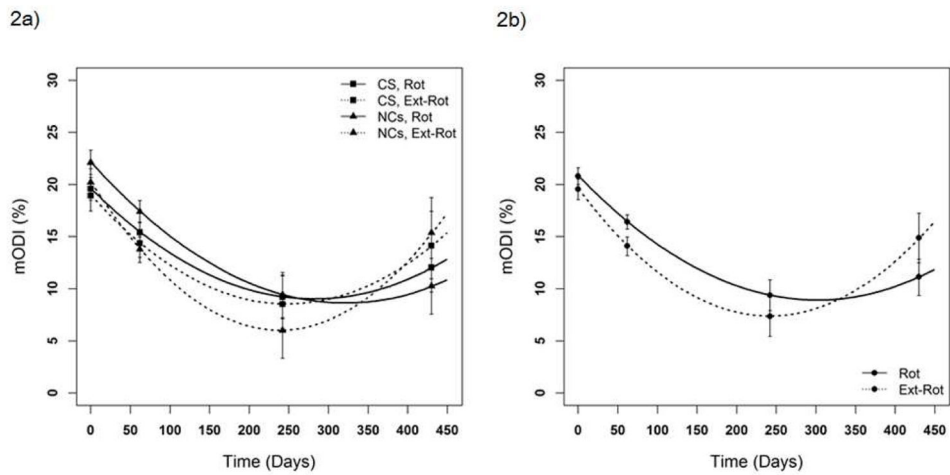 2a)
30
25
20
15
10
5
0
mODI (%)
CS, Rot
CS, Ext-Rot
NCs, Rot
NCs, Ext-Rot
0 50 100 150 200 250 300 350 400 450
Time (Days)
2b)
30
25
20
15
10
5
0
mODI (%)
Rot
Ext-Rot
0 50 100 150 200 250 300 350 400 450
Time (Days)